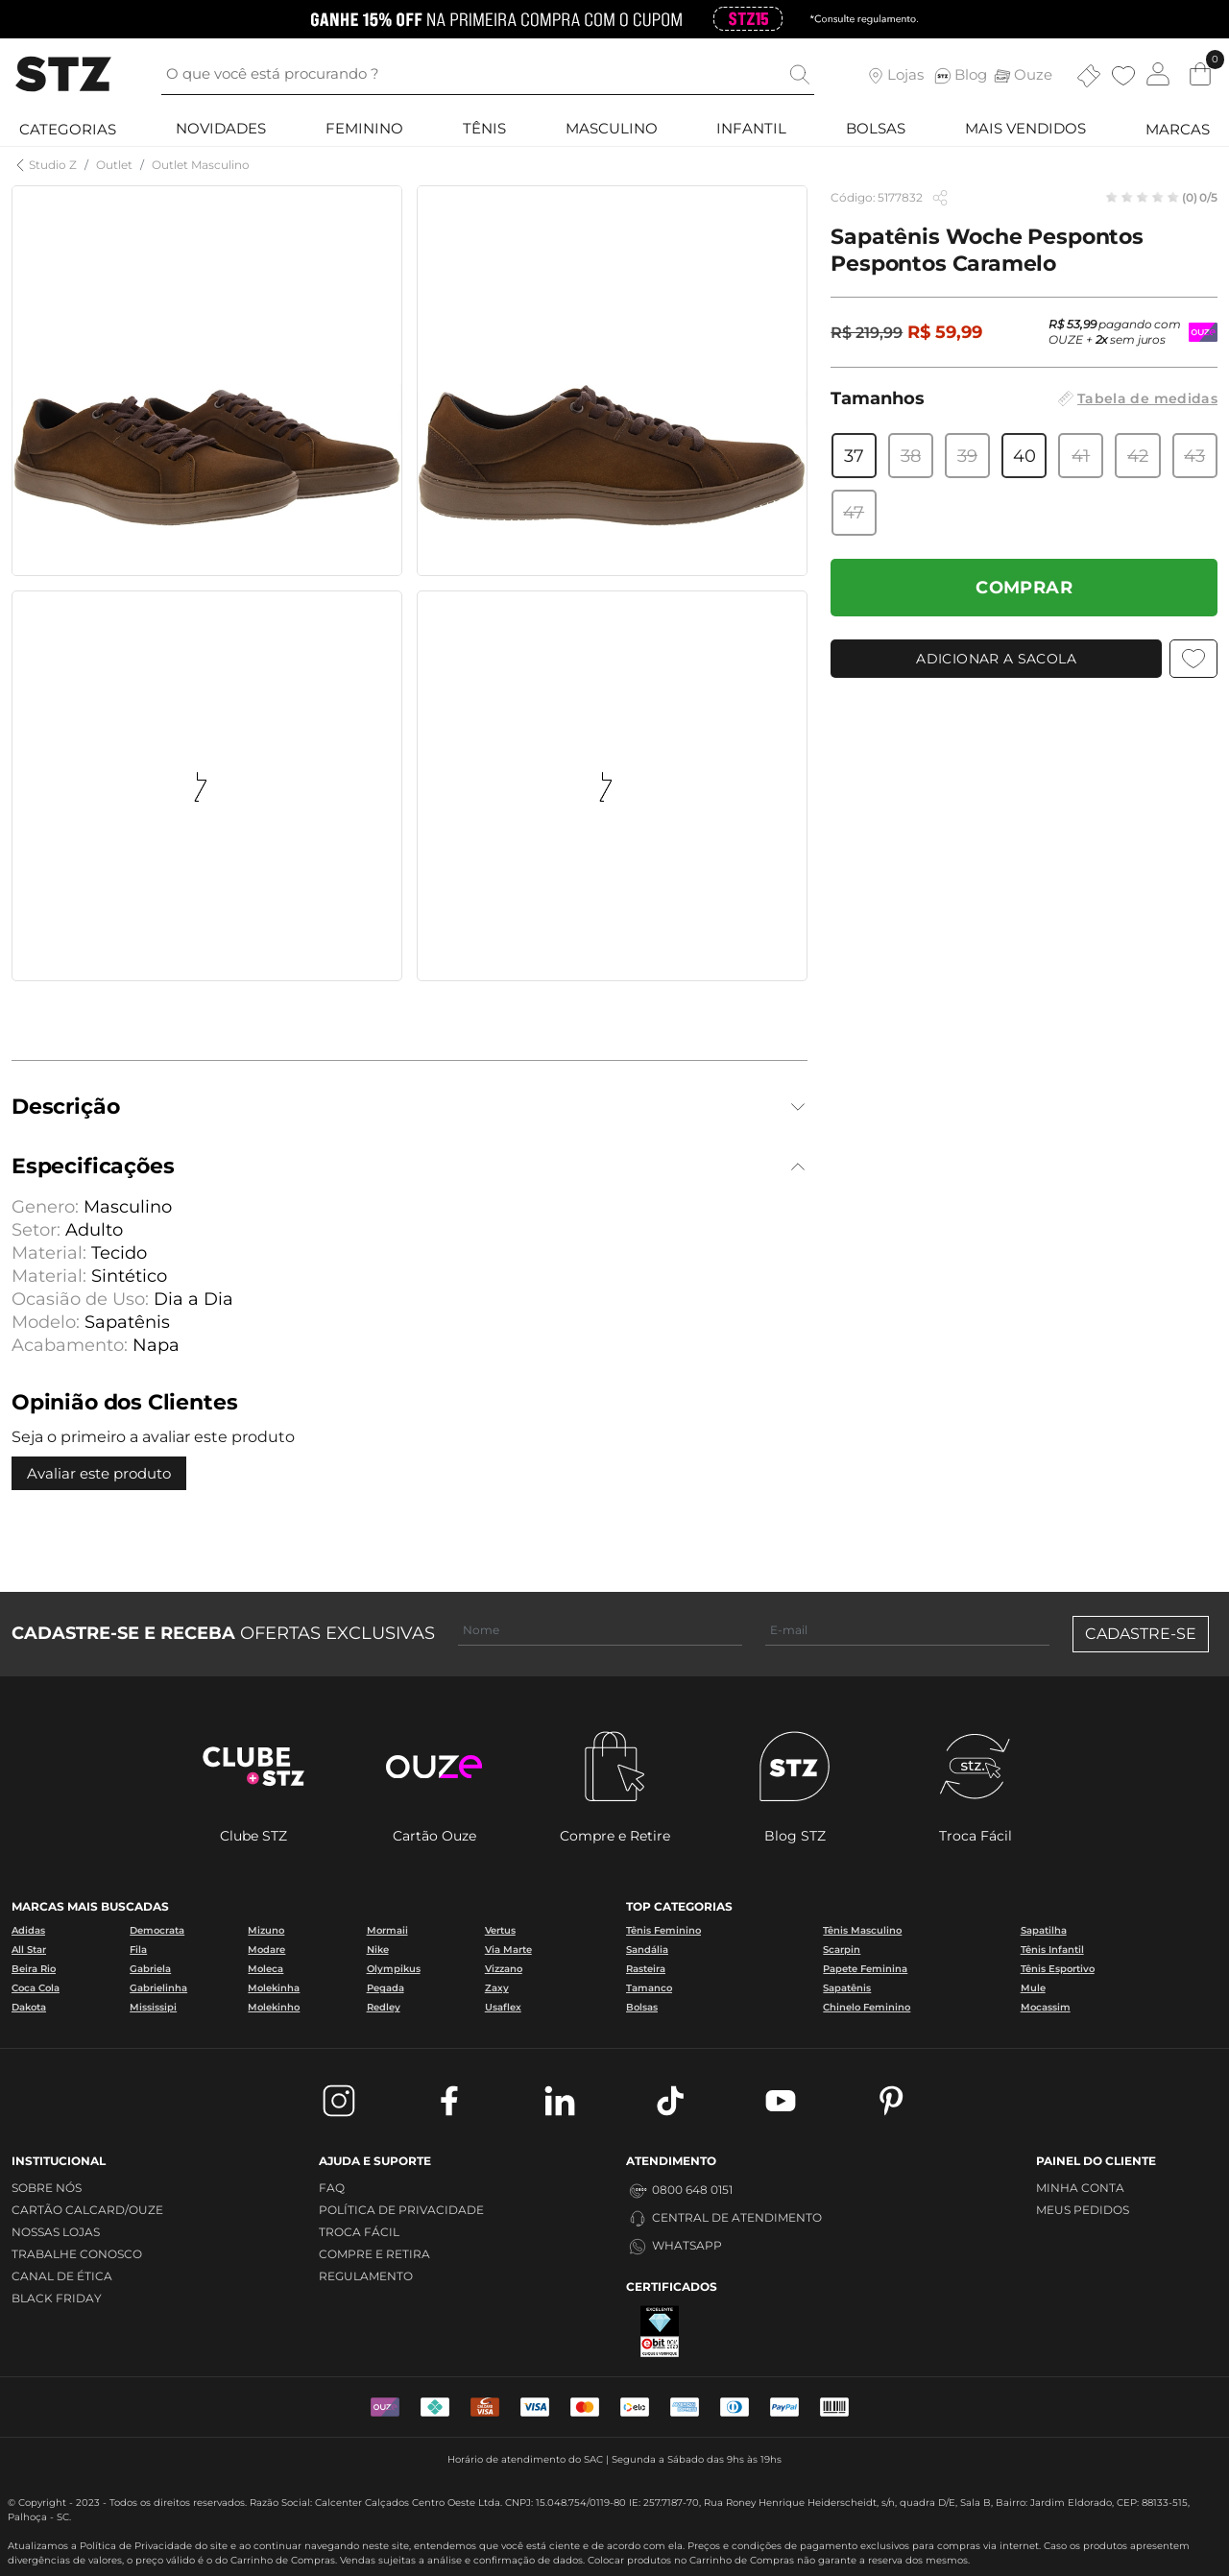 GANHE 15% OFF NA PRIMEIRA COMPRA COM O CUPOM STZ15 *Consulte regulamento.
STZ
O que você está procurando ?
Lojas STZ Blog Ouze 0
CATEGORIAS NOVIDADES FEMININO TÊNIS MASCULINO INFANTIL BOLSAS MAIS VENDIDOS MARCAS
Studio Z / Outlet / Outlet Masculino
Código: 5177832 (0) 0/5
Sapatênis Woche Pespontos
Pespontos Caramelo
R$ 219,99 R$ 59,99
R$ 53,99 pagando com
OUZE + 2x sem juros
Tamanhos Tabela de medidas
37 38 39 40 41 42 43
47
COMPRAR
ADICIONAR A SACOLA
Descrição
Especificações
Genero: Masculino
Setor: Adulto
Material: Tecido
Material: Sintético
Ocasião de Uso: Dia a Dia
Modelo: Sapatênis
Acabamento: Napa
Opinião dos Clientes
Seja o primeiro a avaliar este produto
Avaliar este produto
CADASTRE-SE E RECEBA OFERTAS EXCLUSIVAS Nome E-mail CADASTRE-SE
CLUBE
+STZ
ouze
STZ
stz.
Clube STZ Cartão Ouze Compre e Retire Blog STZ Troca Fácil
MARCAS MAIS BUSCADAS
Adidas Democrata Mizuno Mormaii Vertus
All Star Fila Modare Nike Via Marte
Beira Rio Gabriela Moleca Olympikus Vizzano
Coca Cola Gabrielinha Molekinha Pegada Zaxy
Dakota Mississipi Molekinho Redley Usaflex
TOP CATEGORIAS
Tênis Feminino Tênis Masculino Sapatilha
Sandália Scarpin Tênis Infantil
Rasteira Papete Feminina Tênis Esportivo
Tamanco Sapatênis Mule
Bolsas Chinelo Feminino Mocassim
INSTITUCIONAL
SOBRE NÓS
CARTÃO CALCARD/OUZE
NOSSAS LOJAS
TRABALHE CONOSCO
CANAL DE ÉTICA
BLACK FRIDAY
AJUDA E SUPORTE
FAQ
POLÍTICA DE PRIVACIDADE
TROCA FÁCIL
COMPRE E RETIRA
REGULAMENTO
ATENDIMENTO
0800 648 0151
CENTRAL DE ATENDIMENTO
WHATSAPP
CERTIFICADOS
EXCELENTE
ebit
PAINEL DO CLIENTE
MINHA CONTA
MEUS PEDIDOS
VISA VISA elo PayPal
Horário de atendimento do SAC | Segunda a Sábado das 9hs às 19hs
© Copyright - 2023 - Todos os direitos reservados. Razão Social: Calcenter Calçados Centro Oeste Ltda. CNPJ: 15.048.754/0119-80 IE: 257.7187-70, Rua Roney Henrique Heiderscheidt, s/n, quadra D/E, Sala B, Bairro: Jardim Eldorado, CEP: 88133-515,
Palhoça - SC.
Atualizamos a Política de Privacidade do site e ao continuar navegando neste site, entendemos que você está ciente e de acordo com ela. Preços e condições de pagamento exclusivos para compras via internet. Caso os produtos apresentem
divergências de valores, o preço válido é o do Carrinho de Compras. Vendas sujeitas a análise e confirmação de dados. Colocar produtos no Carrinho de Compras não garante a reserva dos mesmos.